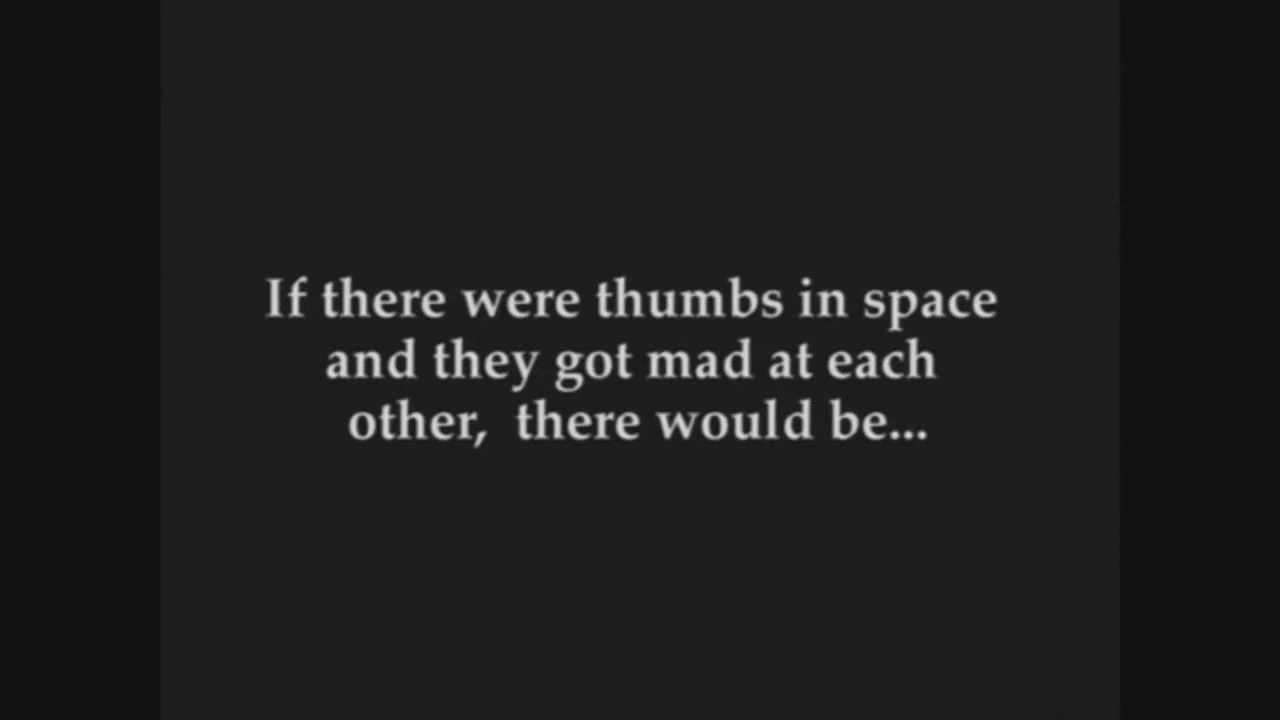 If there were thumbs in space
and they got mad at each
other,  there would be...